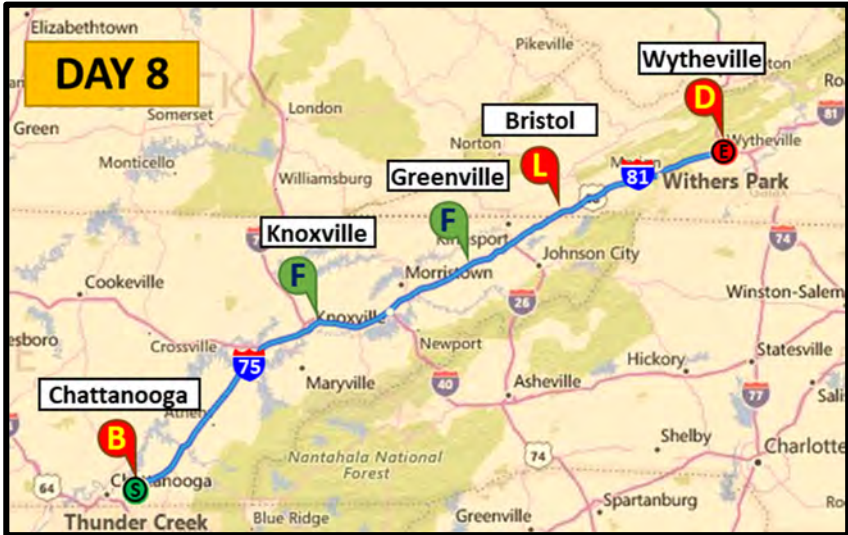 Elizabethtown
DAY 8
Pikeville
Wytheville
D
Green
Somerset
London
Bristol
Norton
81
Wytheville
E
Monticello
Williamsburg
Greenville
L
81
Withers Park
Knoxville
F
Kingsport
Johnson City
74
F
Morristown
Cookeville
26
Winston-Salem
Knoxville
Crossville
Newport
75
Maryville
40
Asheville
Hickory
Statesville
77
Chattanooga
Athen
B
Nantahala National
Forest
Shelby
Charlotte
64
Chattanooga
S
74
Thunder Creek
Blue Ridge
Greenville
Spartanburg